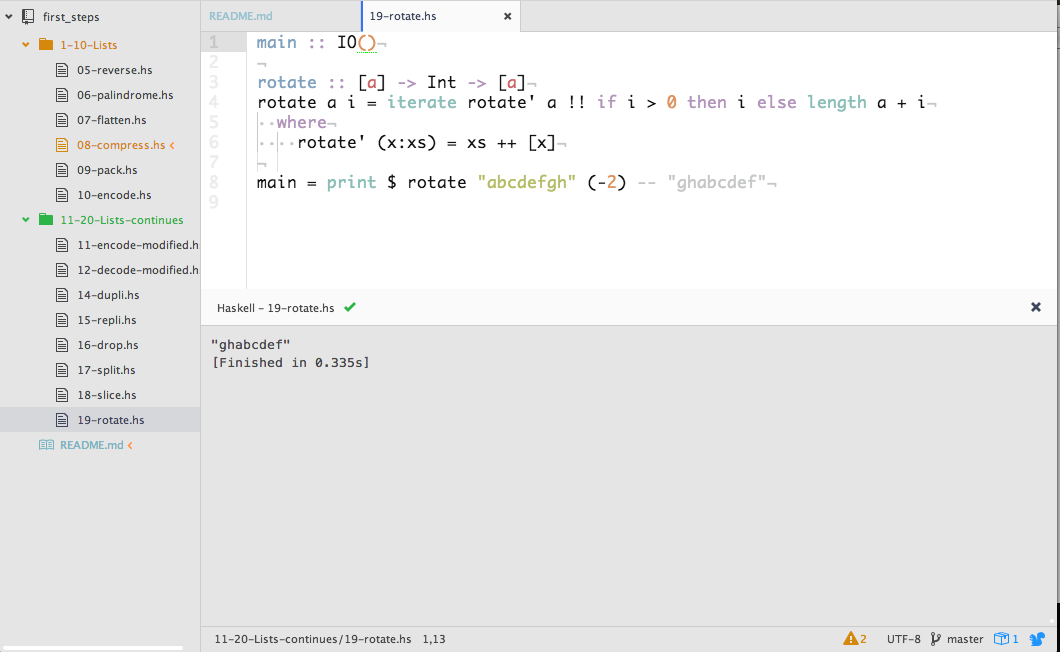 first_steps
1-10-Lists
05-reverse.hs
06-palindrome.hs
07-flatten.hs
08-compress.hs
09-pack.hs
10-encode.hs
11-20-Lists-continues
11-encode-modified.h
12-decode-modified.h
14-dupli.hs
15-repli.hs
16-drop.hs
17-split.hs
18-slice.hs
19-rotate.hs
README.md
README.md
19-rotate.hs
1 main :: IO()¬
2 ¬
3 rotate :: [a] -> Int -> [a]¬
4 rotate a i = iterate rotate' a !! if i > 0 then i else length a + i¬
5 ··where¬
6 ····rotate' (x:xs) = xs ++ [x]¬
7 ¬
8 main = print $ rotate "abcdefgh" (-2) -- "ghabcdef"¬
9
Haskell – 19-rotate.hs
"ghabcdef"
[Finished in 0.335s]
11-20-Lists-continues/19-rotate.hs 1,13 2 UTF-8 master 1